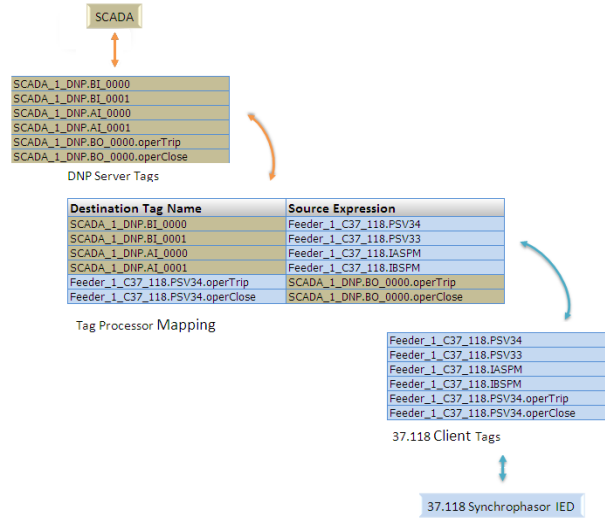 SCADA
SCADA_1_DNP.BI_0000
SCADA_1_DNP.BI_0001
SCADA_1_DNP.AI_0000
SCADA_1_DNP.AI_0001
SCADA_1_DNP.BO_0000.operTrip
SCADA_1_DNP.BO_0000.operClose
DNP Server Tags
Destination Tag Name Source Expression
SCADA_1_DNP.BI_0000 Feeder_1_C37_118.PSV34
SCADA_1_DNP.BI_0001 Feeder_1_C37_118.PSV33
SCADA_1_DNP.AI_0000 Feeder_1_C37_118.IASPM
SCADA_1_DNP.AI_0001 Feeder_1_C37_118.IBSPM
Feeder_1_C37_118.PSV34.operTrip SCADA_1_DNP.BO_0000.operTrip
Feeder_1_C37_118.PSV34.operClose SCADA_1_DNP.BO_0000.operClose
Tag Processor Mapping
Feeder_1_C37_118.PSV34
Feeder_1_C37_118.PSV33
Feeder_1_C37_118.IASPM
Feeder_1_C37_118.IBSPM
Feeder_1_C37_118.PSV34.operTrip
Feeder_1_C37_118.PSV34.operClose
37.118 Client Tags
37.118 Synchrophasor IED